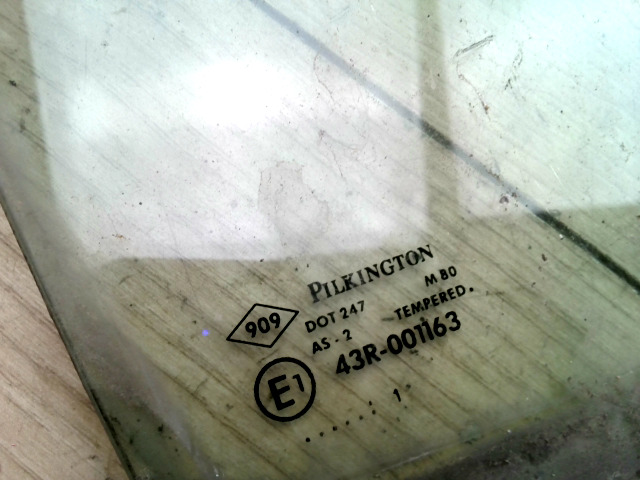 PILKINGTON
909 DOT 247 M 80
AS - 2 TEMPERED.
43R-001163
E1
...... 1